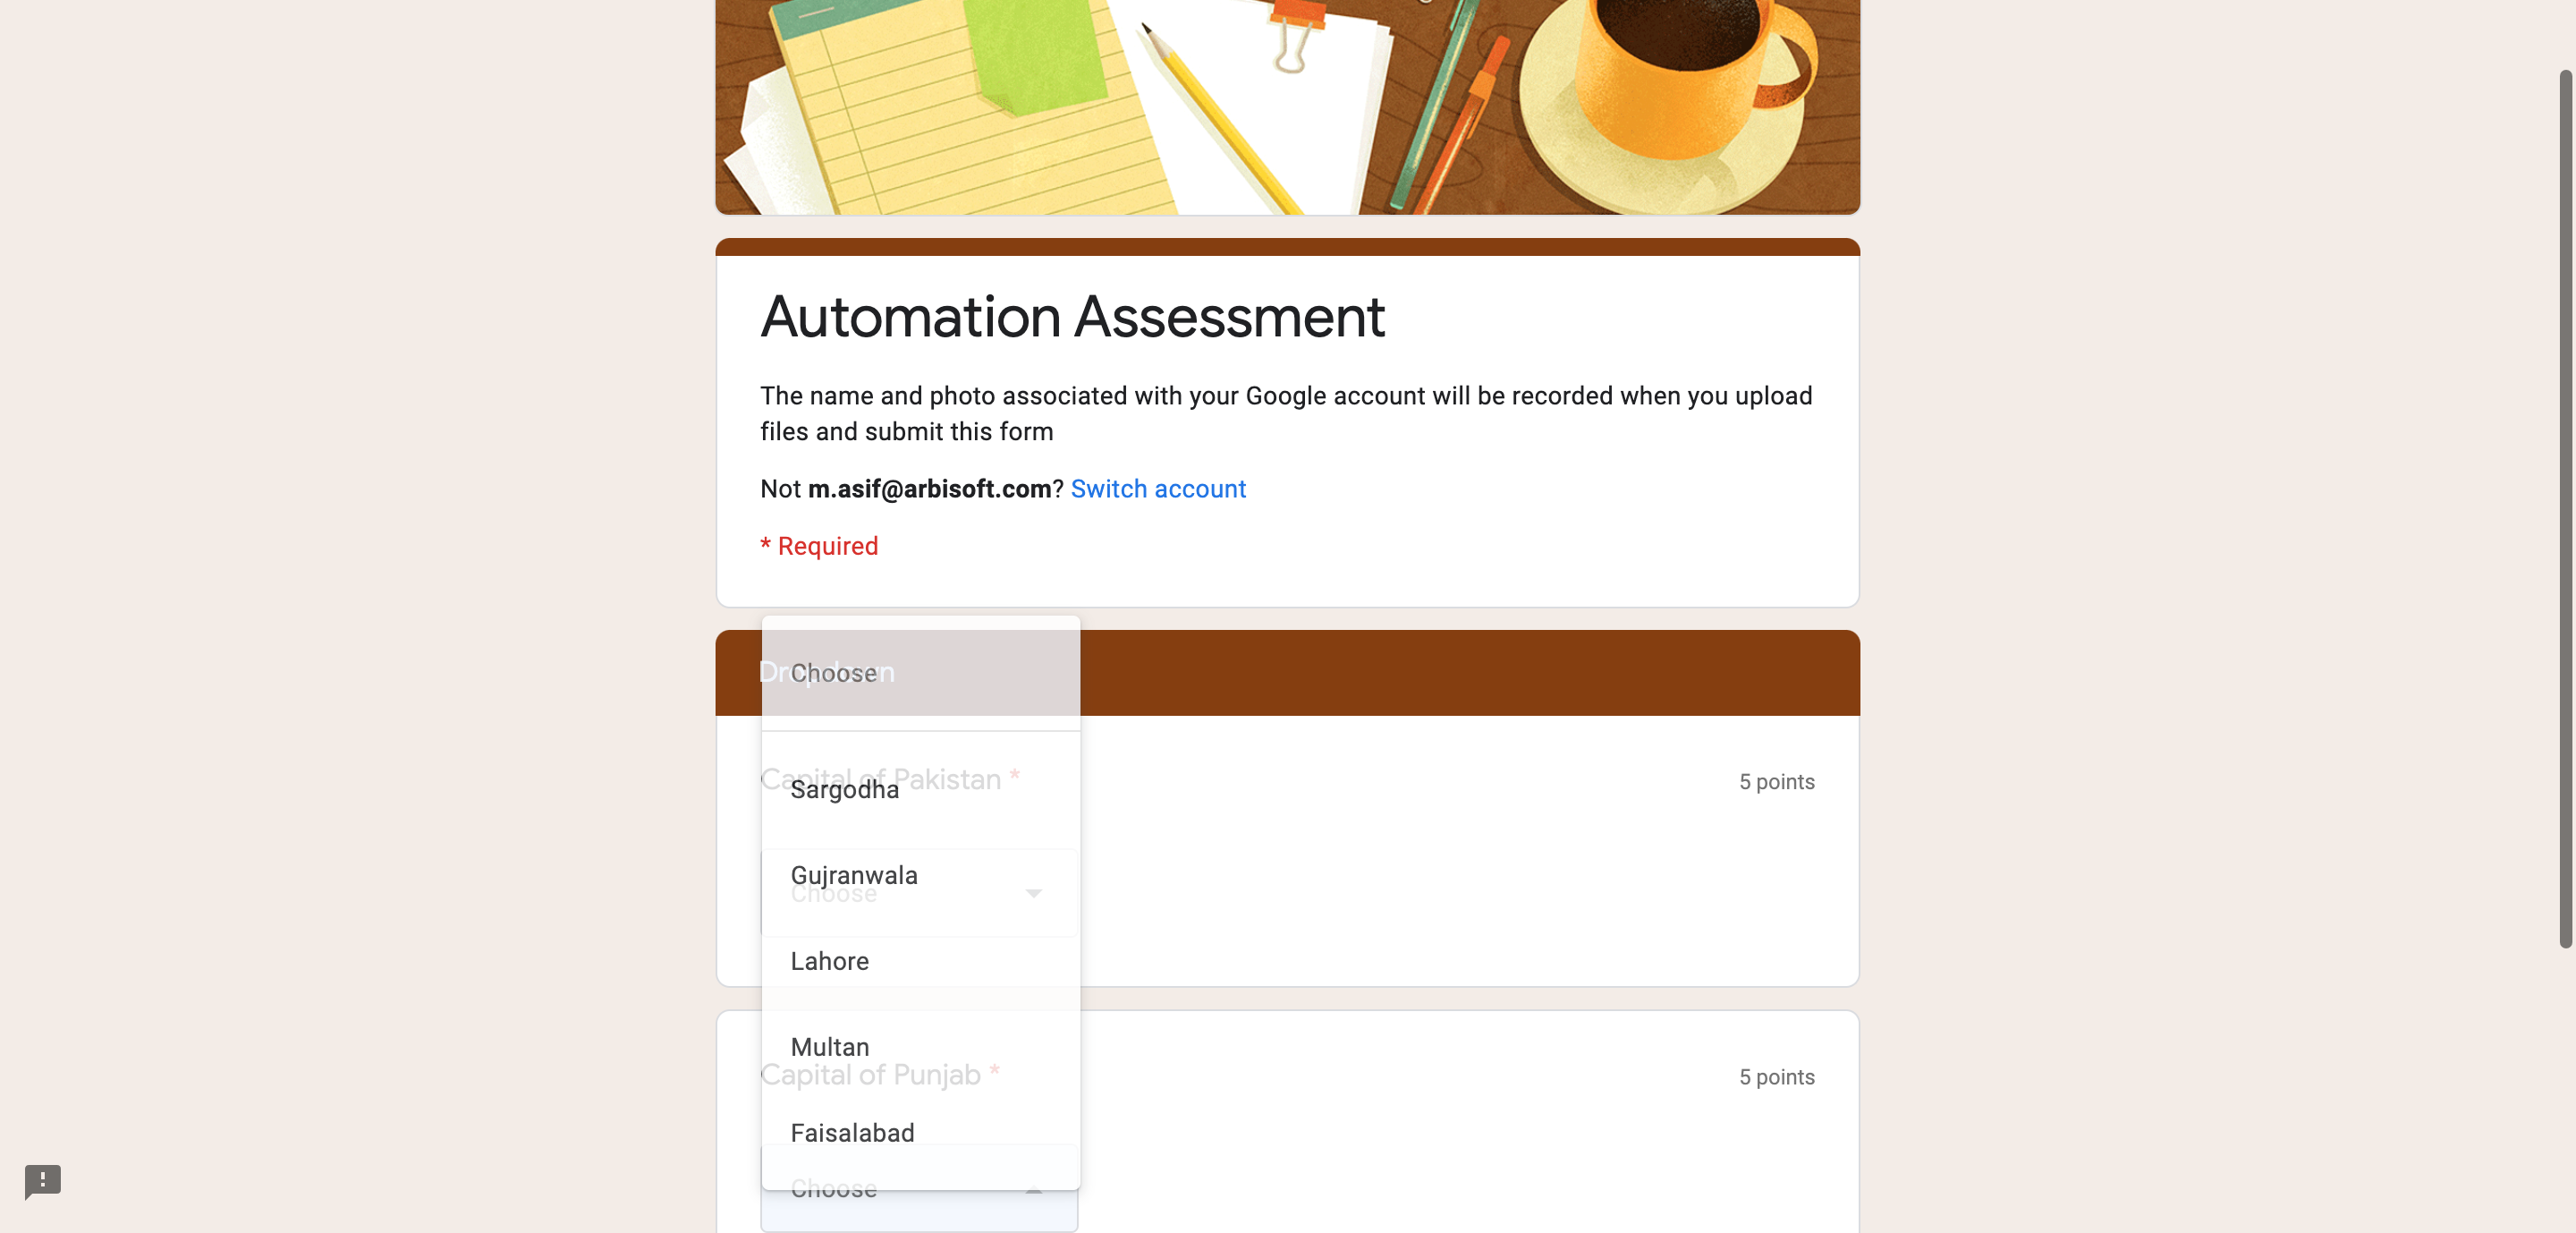 Automation Assessment
The name and photo associated with your Google account will be recorded when you upload
files and submit this form
Not m.asif@arbisoft.com? Switch account
* Required
Dropdown
Choose
Capital of Pakistan *
5 points
Sargodha
Gujranwala
Choose
Lahore
Multan
Capital of Punjab *
5 points
Faisalabad
Choose